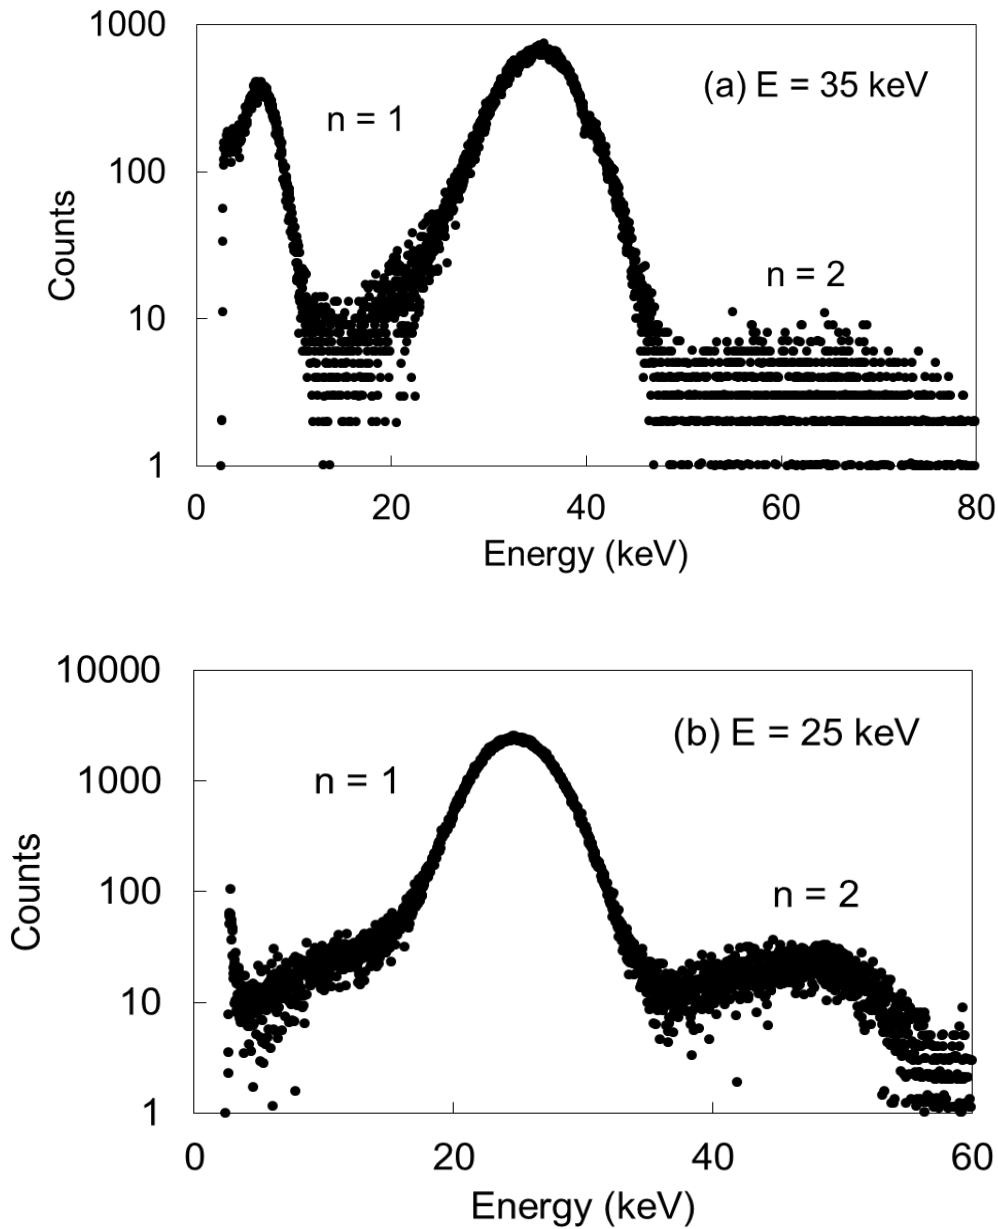 1000
(a) E = 35 keV
n = 1
100
Counts
n = 2
10
1
0 20 40 60 80
Energy (keV)
10000
(b) E = 25 keV
n = 1
1000
Counts
100
n = 2
10
1
0 20 40 60
Energy (keV)